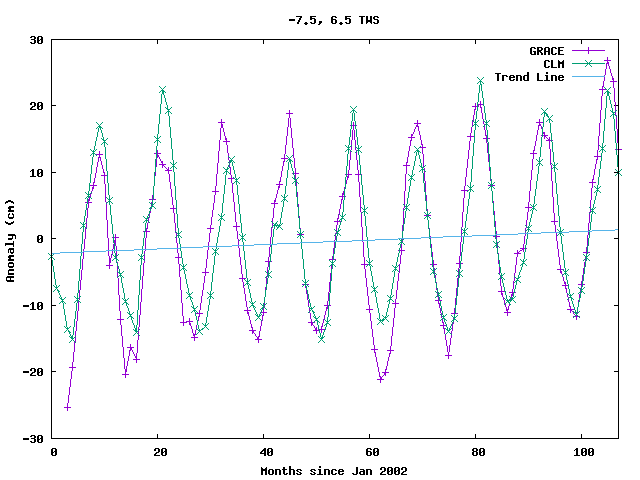 -7.5, 6.5 TWS
GRACE
CLM
Trend Line
30
20
10
0
-10
-20
-30
Anomaly (cm)
0 20 40 60 80 100
Months since Jan 2002